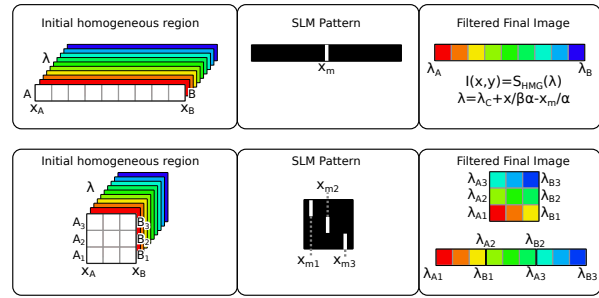 Initial homogeneous region
λ
A
B
x_A
x_B
SLM Pattern
x_m
Filtered Final Image
λ_A
λ_B
I(x,y)=S_HMG(λ)
λ=λ_C+x/βα-x_m/α
Initial homogeneous region
λ
A_3
A_2
A_1
B_3
B_2
B_1
x_A
x_B
SLM Pattern
x_m2
x_m1
x_m3
Filtered Final Image
λ_A3
λ_B3
λ_A2
λ_B2
λ_A1
λ_B1
λ_A2
λ_B2
λ_A1
λ_B1
λ_A3
λ_B3